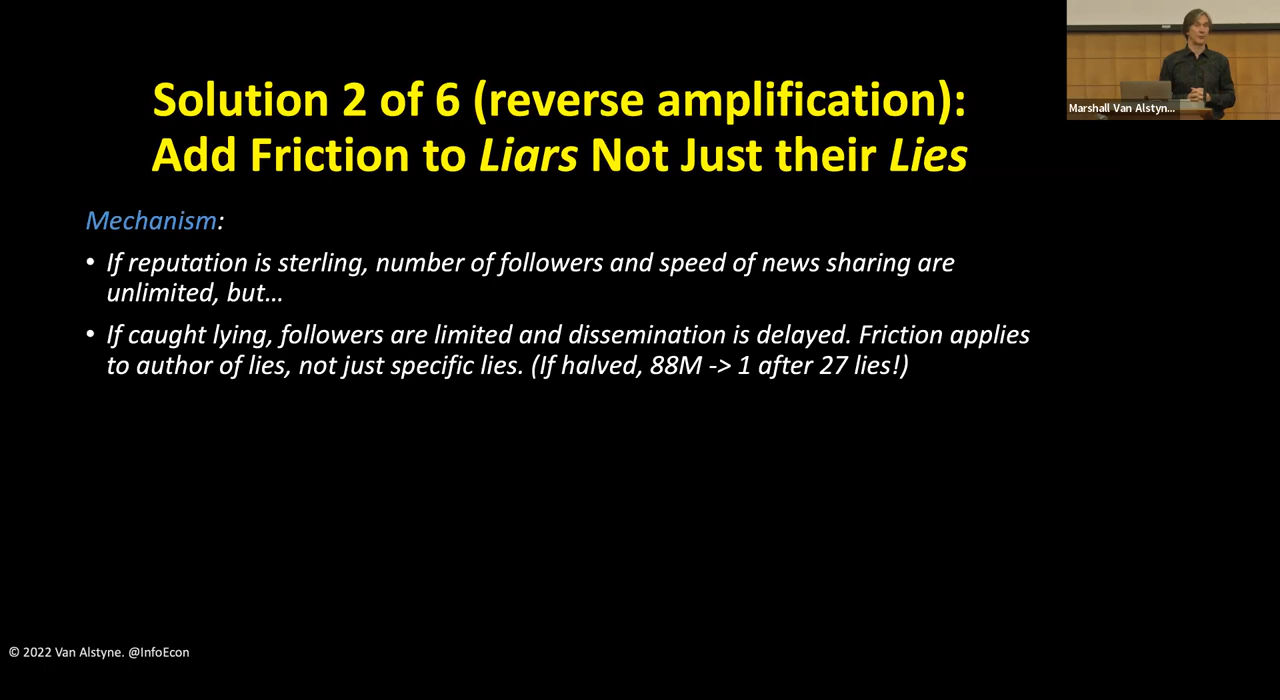 Solution 2 of 6 (reverse amplification):
Add Friction to Liars Not Just their Lies
Marshall Van Alstyn...
Mechanism:
• If reputation is sterling, number of followers and speed of news sharing are
unlimited, but…
• If caught lying, followers are limited and dissemination is delayed. Friction applies
to author of lies, not just specific lies. (If halved, 88M -> 1 after 27 lies!)
© 2022 Van Alstyne. @InfoEcon